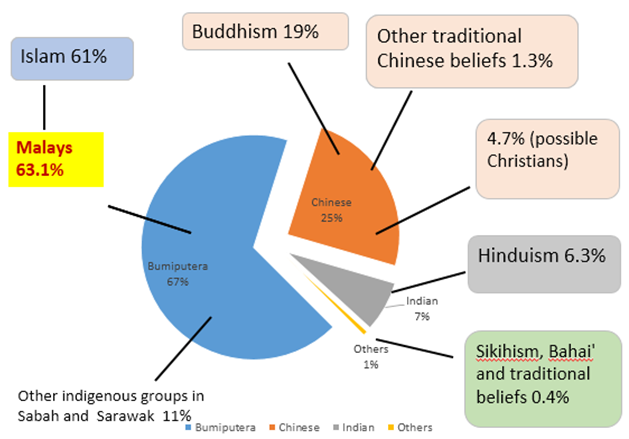 Buddhism 19%
Other traditional
Chinese beliefs 1.3%
Islam 61%
Malays
63.1%
4.7% (possible
Christians)
Chinese
25%
Hinduism 6.3%
Bumiputera
67%
Indian
7%
Others
1%
Sikihism, Bahai'
and traditional
beliefs 0.4%
Other indigenous groups in
Sabah and Sarawak 11%
Bumiputera Chinese Indian Others